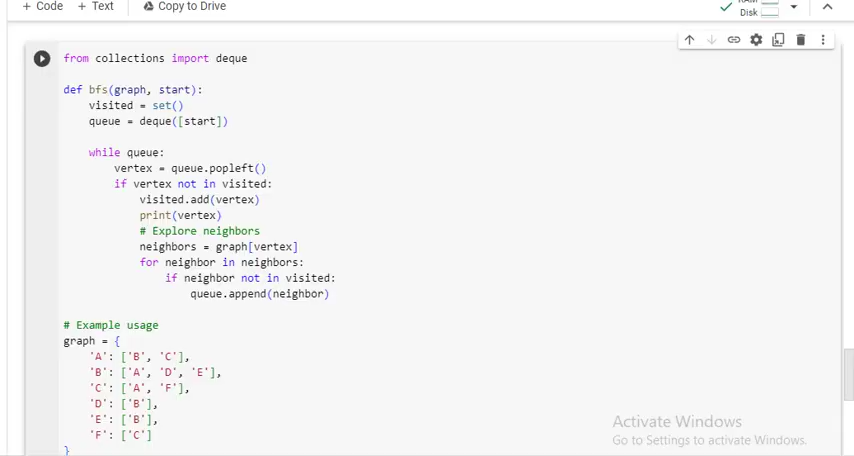 + Code + Text Copy to Drive
RAM
Disk
from collections import deque
def bfs(graph, start):
    visited = set()
    queue = deque([start])
    while queue:
        vertex = queue.popleft()
        if vertex not in visited:
            visited.add(vertex)
            print(vertex)
            # Explore neighbors
            neighbors = graph[vertex]
            for neighbor in neighbors:
                if neighbor not in visited:
                    queue.append(neighbor)
# Example usage
graph = {
    'A': ['B', 'C'],
    'B': ['A', 'D', 'E'],
    'C': ['A', 'F'],
    'D': ['B'],
    'E': ['B'],
    'F': ['C']
}
Activate Windows
Go to Settings to activate Windows.